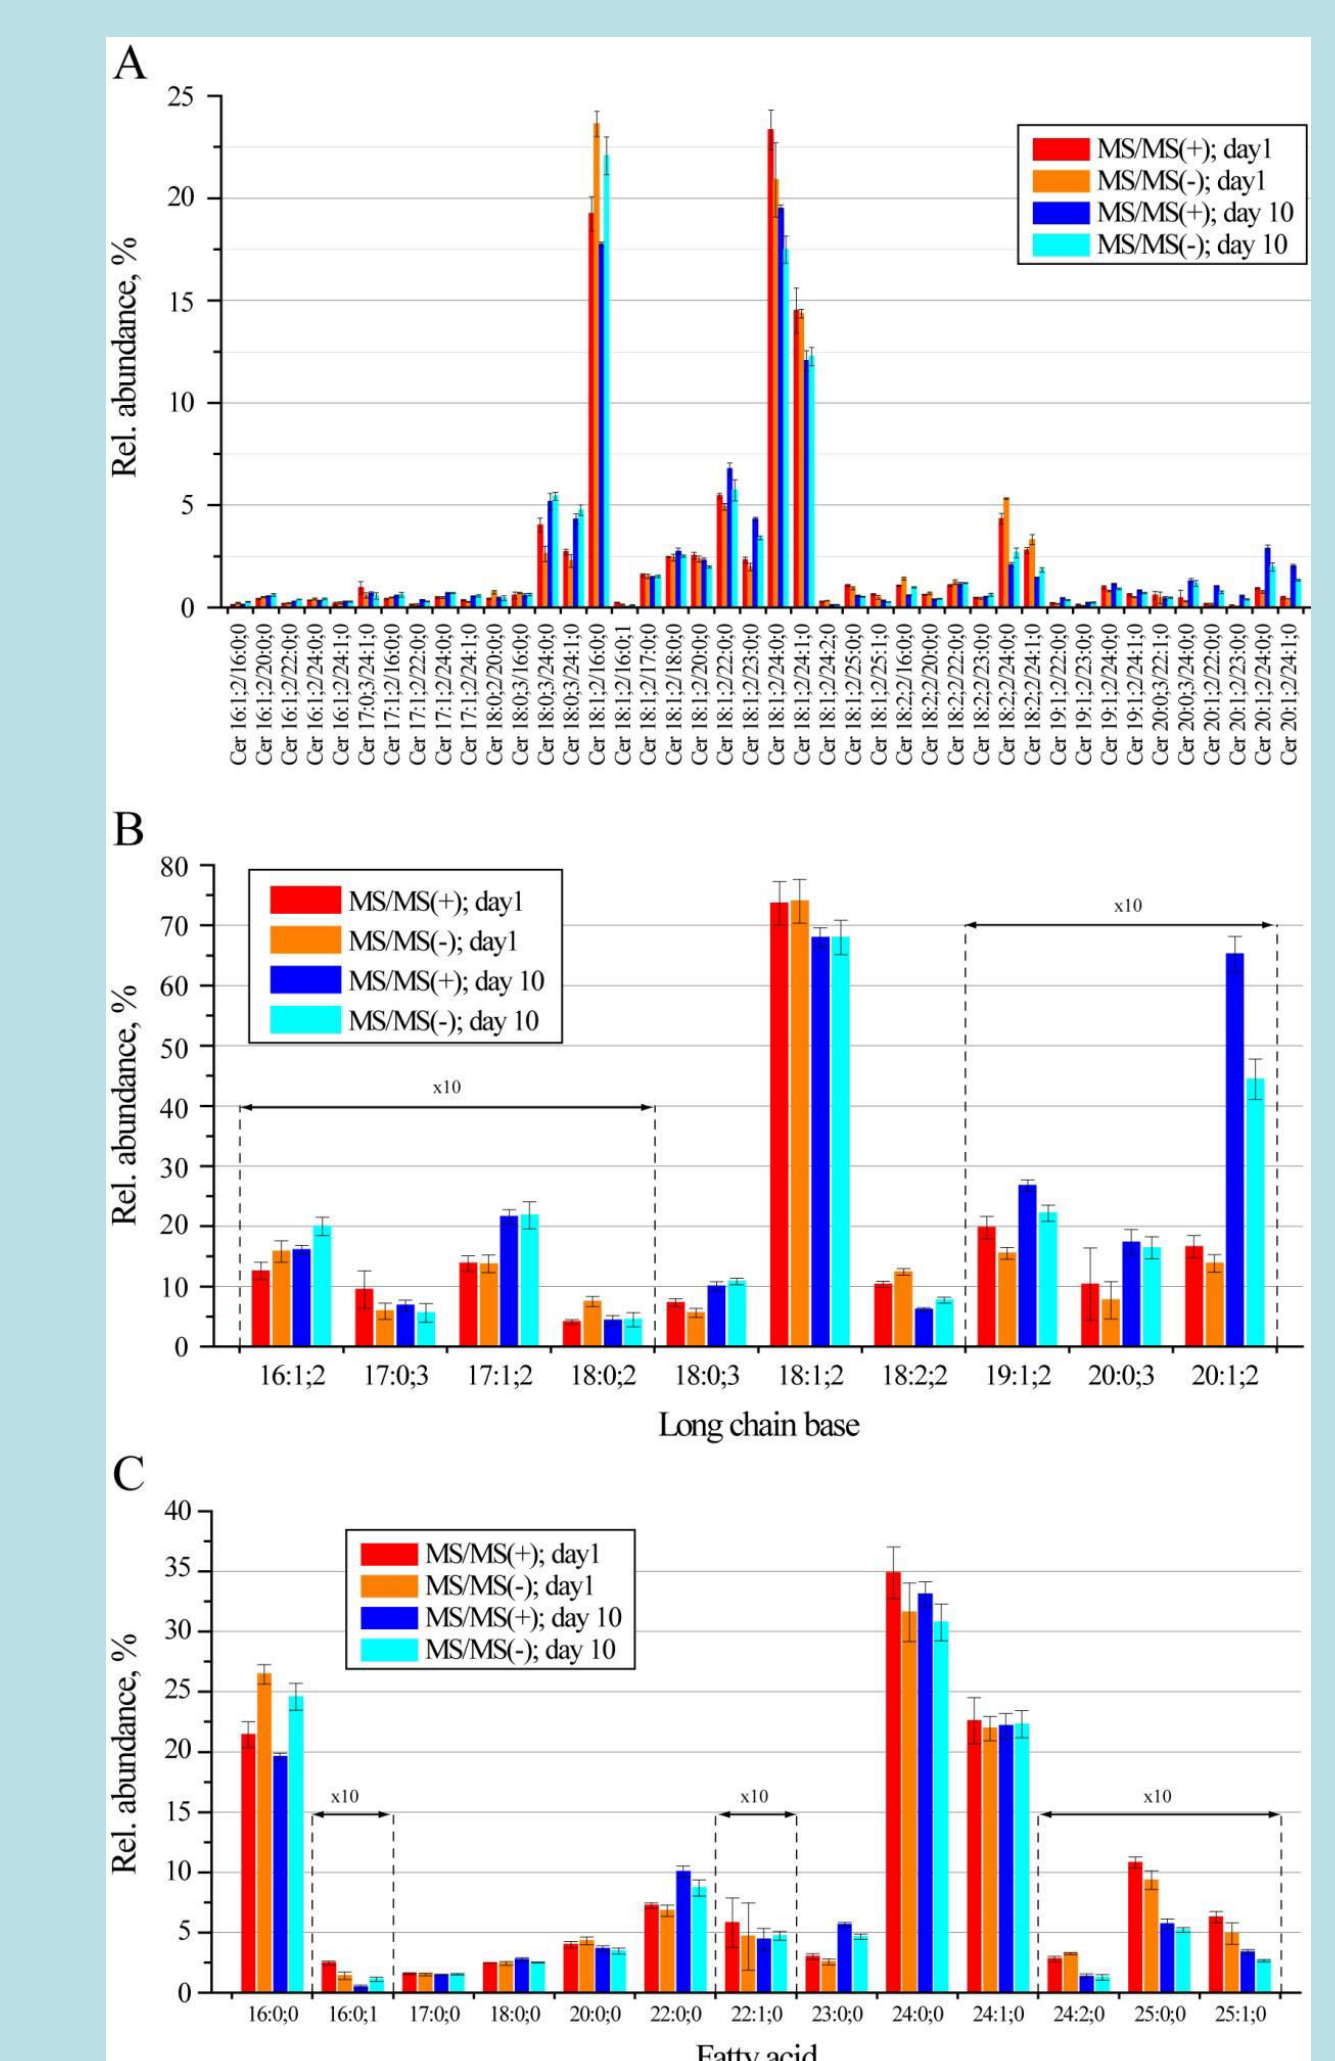 A
25
20
15
10
5
0
Rel. abundance, %
MS/MS(+); day1
MS/MS(-); day1
MS/MS(+); day 10
MS/MS(-); day 10
Cer 16:1;2/16:0;0
Cer 16:1;2/20:0;0
Cer 16:1;2/22:0;0
Cer 16:1;2/24:0;0
Cer 16:1;2/24:1;0
Cer 17:0;3/24:1;0
Cer 17:1;2/16:0;0
Cer 17:1;2/22:0;0
Cer 17:1;2/24:0;0
Cer 17:1;2/24:1;0
Cer 18:0;2/20:0;0
Cer 18:0;3/16:0;0
Cer 18:0;3/24:0;0
Cer 18:0;3/24:1;0
Cer 18:1;2/16:0;0
Cer 18:1;2/16:0;1
Cer 18:1;2/17:0;0
Cer 18:1;2/18:0;0
Cer 18:1;2/20:0;0
Cer 18:1;2/22:0;0
Cer 18:1;2/23:0;0
Cer 18:1;2/24:0;0
Cer 18:1;2/24:1;0
Cer 18:1;2/24:2;0
Cer 18:1;2/25:0;0
Cer 18:1;2/25:1;0
Cer 18:2;2/16:0;0
Cer 18:2;2/20:0;0
Cer 18:2;2/22:0;0
Cer 18:2;2/23:0;0
Cer 18:2;2/24:0;0
Cer 18:2;2/24:1;0
Cer 19:1;2/22:0;0
Cer 19:1;2/23:0;0
Cer 19:1;2/24:0;0
Cer 19:1;2/24:1;0
Cer 20:0;3/22:1;0
Cer 20:0;3/24:0;0
Cer 20:1;2/22:0;0
Cer 20:1;2/23:0;0
Cer 20:1;2/24:0;0
Cer 20:1;2/24:1;0
B
80
70
60
50
40
30
20
10
0
Rel. abundance, %
MS/MS(+); day1
MS/MS(-); day1
MS/MS(+); day 10
MS/MS(-); day 10
x10
x10
16:1;2 17:0;3 17:1;2 18:0;2 18:0;3 18:1;2 18:2;2 19:1;2 20:0;3 20:1;2
Long chain base
C
40
35
30
25
20
15
10
5
0
Rel. abundance, %
MS/MS(+); day1
MS/MS(-); day1
MS/MS(+); day 10
MS/MS(-); day 10
x10 x10 x10
16:0;0 16:0;1 17:0;0 18:0;0 20:0;0 22:0;0 22:1;0 23:0;0 24:0;0 24:1;0 24:2;0 25:0;0 25:1;0
Fatty acid